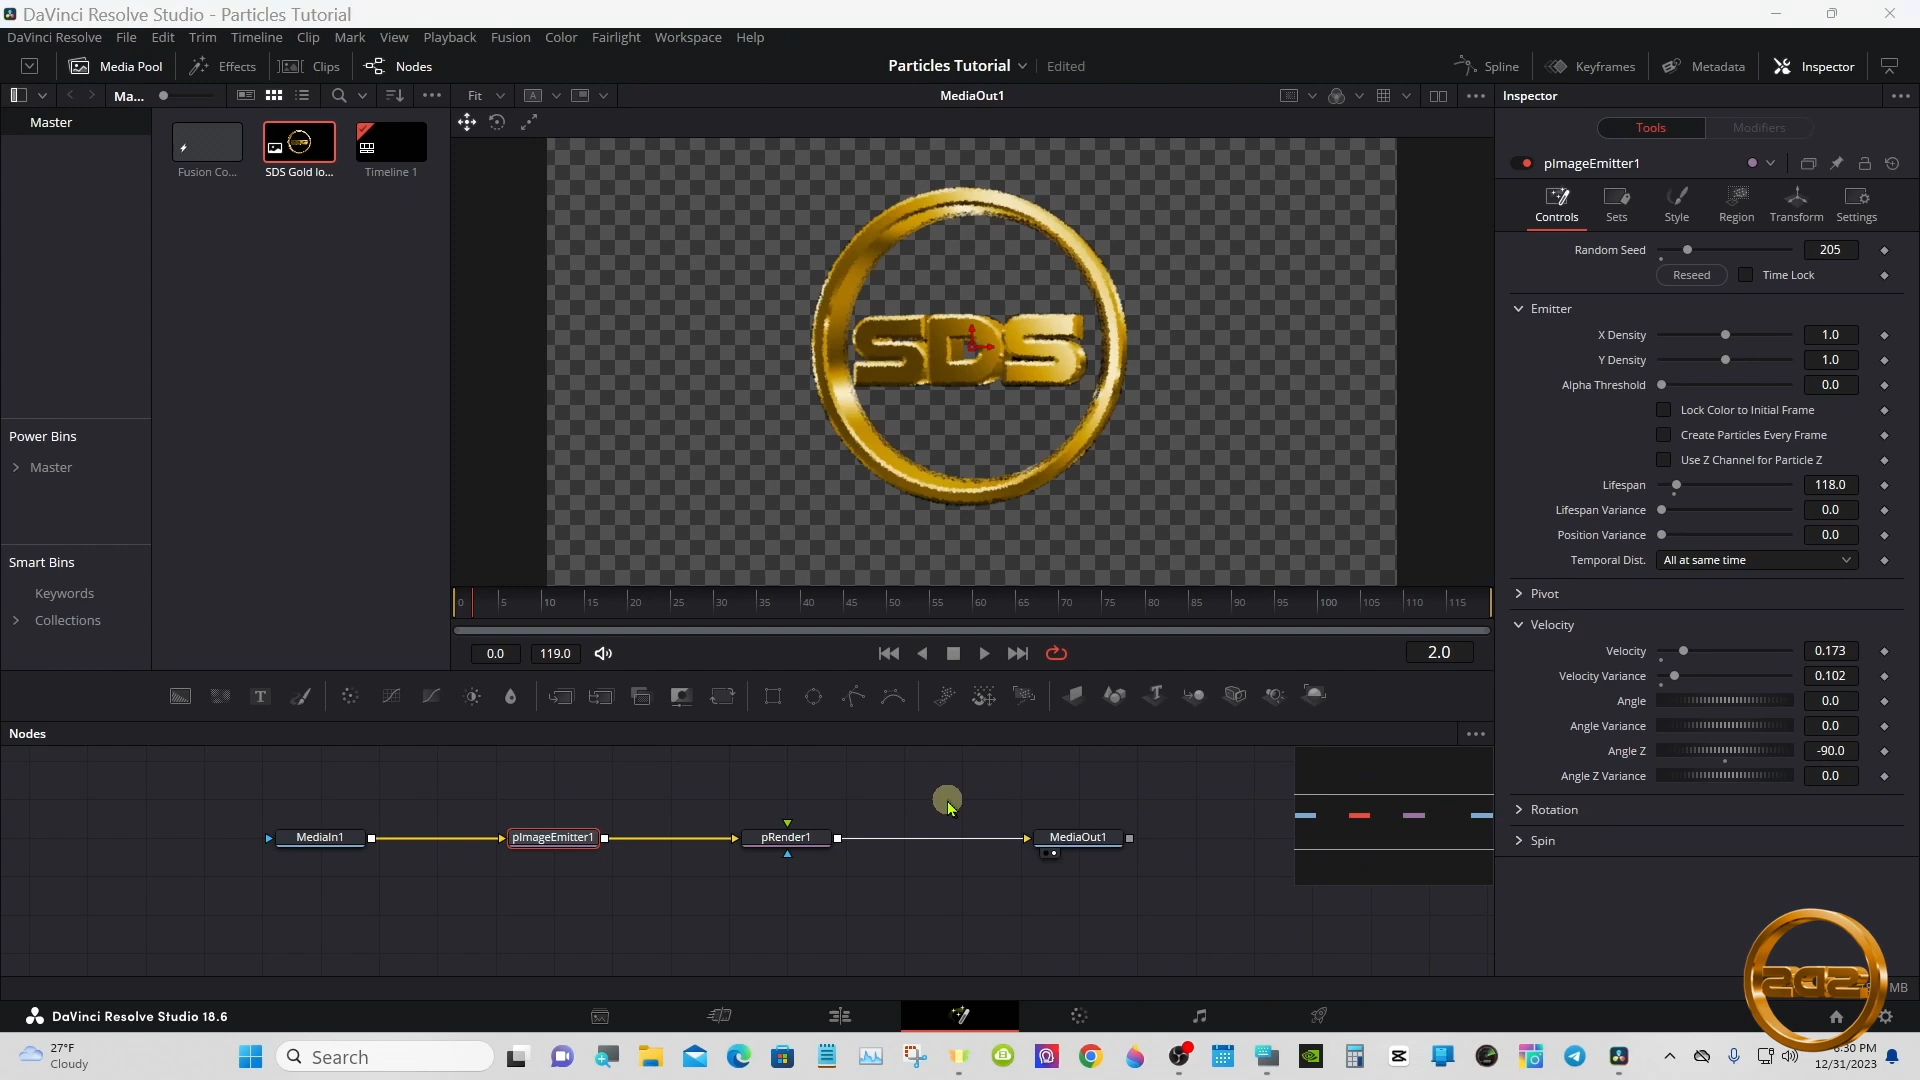 DaVinci Resolve Studio - Particles Tutorial
DaVinci Resolve File Edit Trim Timeline Clip Mark View Playback Fusion Color Fairlight Workspace Help
Media Pool Effects Clips Nodes Particles Tutorial Edited Spline Keyframes Metadata Inspector
Ma... Fit A MediaOut1 Inspector
Master
Tools Modifiers
Fusion Co... SDS Gold lo... Timeline 1
pImageEmitter1
Controls Sets Style Region Transform Settings
Random Seed 205
Reseed Time Lock
Emitter
X Density 1.0
Y Density 1.0
Alpha Threshold 0.0
Lock Color to Initial Frame
Create Particles Every Frame
Use Z Channel for Particle Z
Lifespan 118.0
Lifespan Variance 0.0
Position Variance 0.0
Temporal Dist. All at same time
Pivot
Velocity
Velocity 0.173
Velocity Variance 0.102
Angle 0.0
Angle Variance 0.0
Angle Z -90.0
Angle Z Variance 0.0
Rotation
Spin
SDS
Power Bins
Master
Smart Bins
Keywords
Collections
0 5 10 15 20 25 30 35 40 45 50 55 60 65 70 75 80 85 90 95 100 105 110 115
0.0 119.0 2.0
T
Nodes
MediaIn1 pImageEmitter1 pRender1 MediaOut1
SDS
MB
DaVinci Resolve Studio 18.6
27°F
Cloudy
Search
:30 PM
12/31/2023